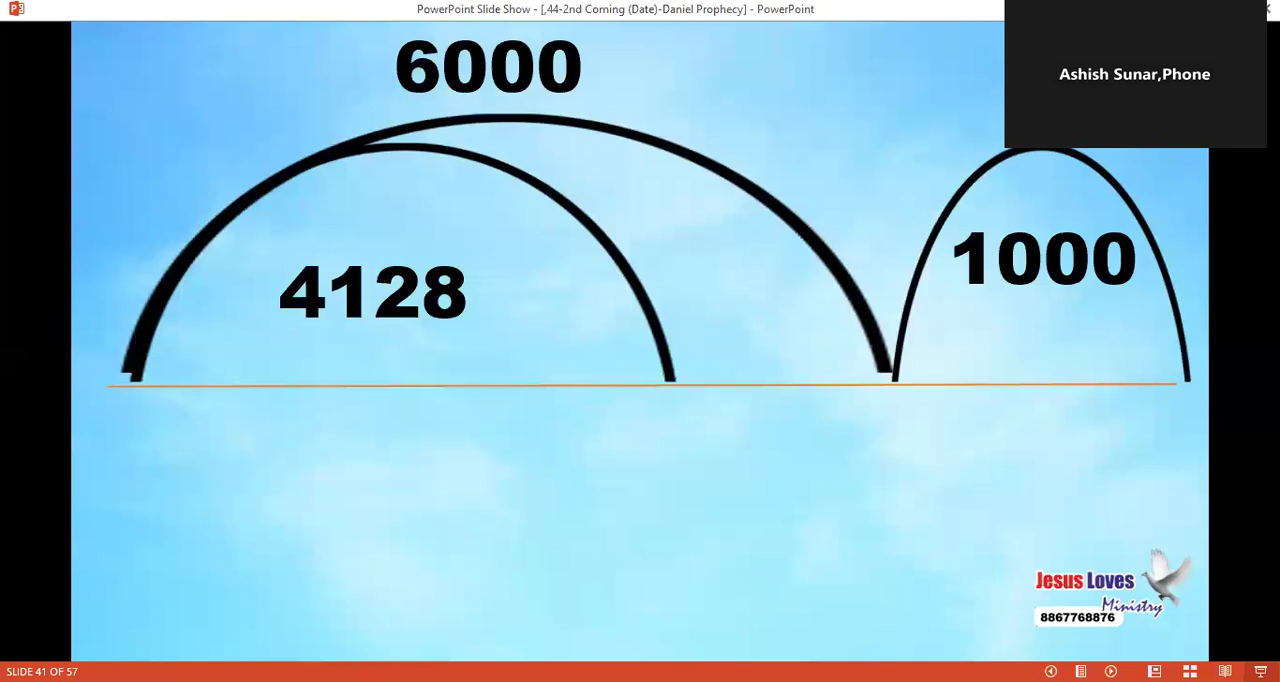 PowerPoint Slide Show - [,44-2nd Coming (Date)-Daniel Prophecy] - PowerPoint
Ashish Sunar,Phone
6000
4128
1000
Jesus Loves
Ministry
8867768876
SLIDE 41 OF 57